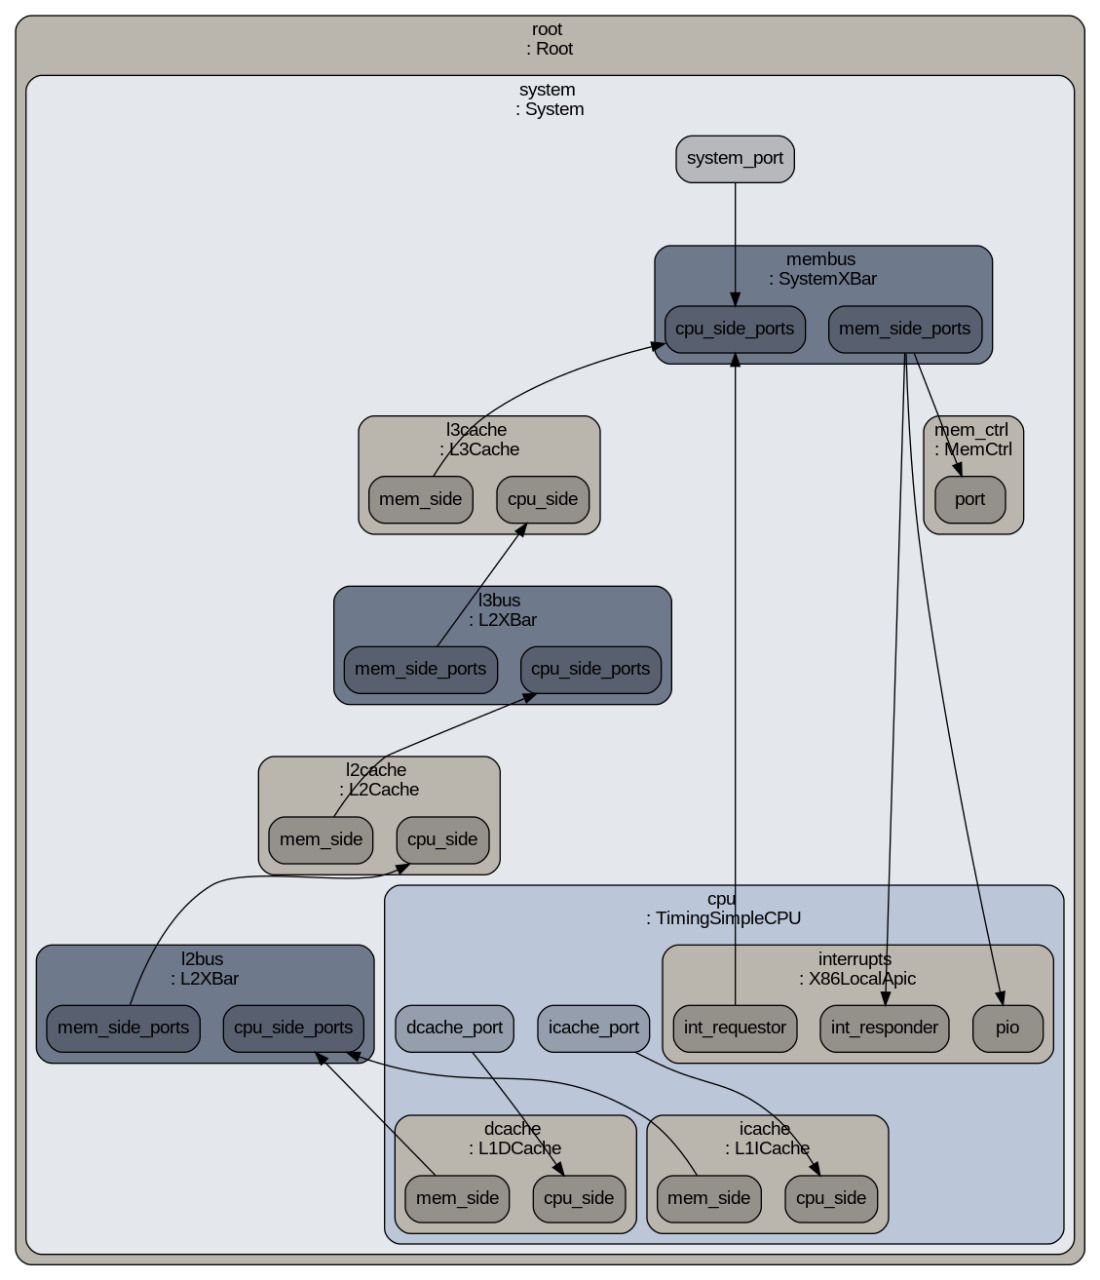 root
: Root
system
: System
system_port
membus
: SystemXBar
cpu_side_ports
mem_side_ports
l3cache
: L3Cache
mem_side
cpu_side
mem_ctrl
: MemCtrl
port
l3bus
: L2XBar
mem_side_ports
cpu_side_ports
l2cache
: L2Cache
mem_side
cpu_side
cpu
: TimingSimpleCPU
l2bus
: L2XBar
mem_side_ports
cpu_side_ports
interrupts
: X86LocalApic
dcache_port
icache_port
int_requestor
int_responder
pio
dcache
: L1DCache
mem_side
cpu_side
icache
: L1ICache
mem_side
cpu_side